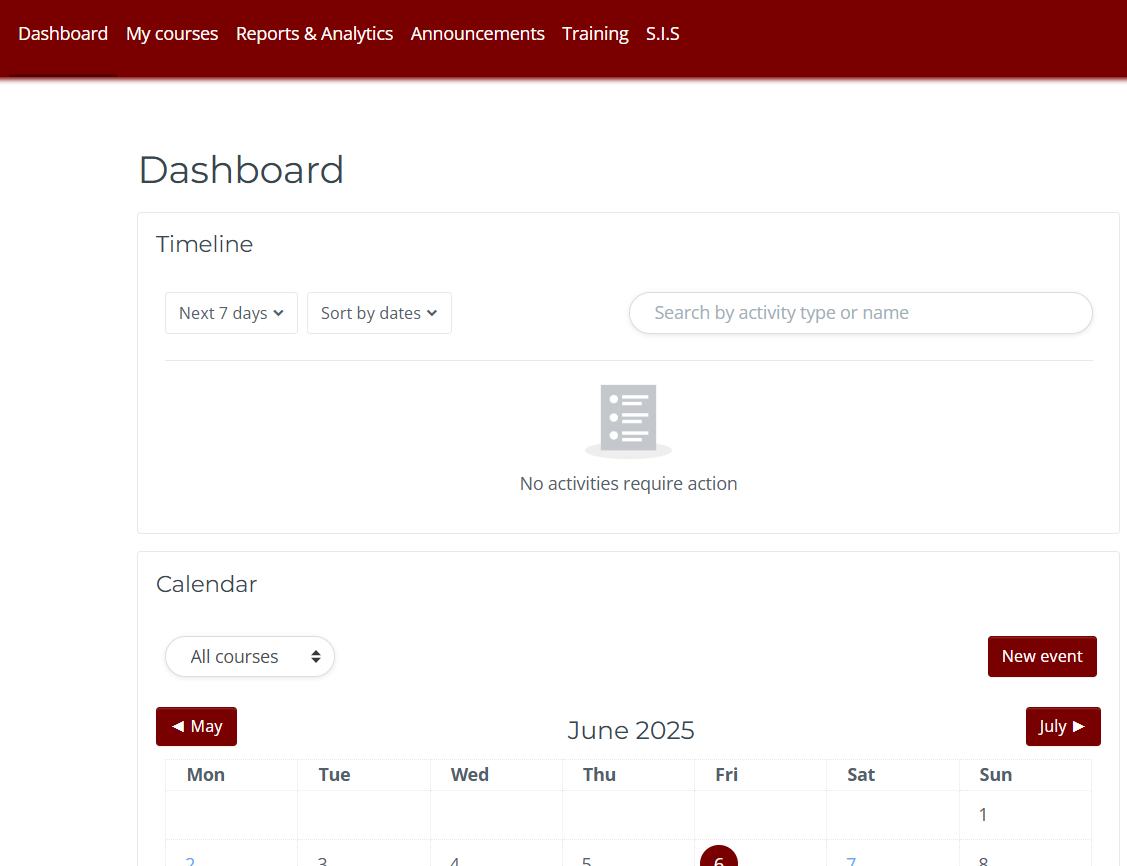 Dashboard My courses Reports & Analytics Announcements Training S.I.S
Dashboard
Timeline
Next 7 days Sort by dates Search by activity type or name
No activities require action
Calendar
All courses New event
◄ May June 2025 July ►
Mon Tue Wed Thu Fri Sat Sun
1
2 3 4 5 6 7 8